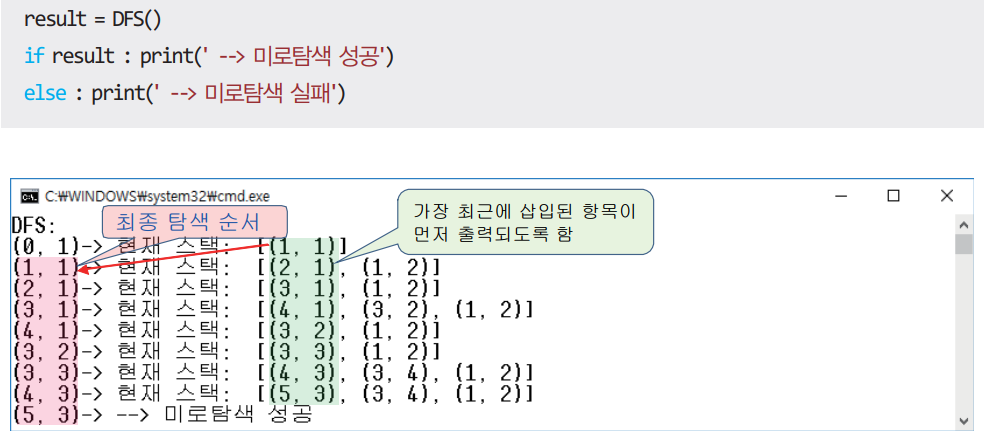 result = DFS()
if result : print(' --> 미로탐색 성공')
else : print(' --> 미로탐색 실패')
C:₩WINDOWS₩system32₩cmd.exe
최종 탐색 순서
가장 최근에 삽입된 항목이
먼저 출력되도록 함
DFS:
(0, 1)-> 현재 스택: [(1, 1)]
(1, 1)-> 현재 스택: [(2, 1), (1, 2)]
(2, 1)-> 현재 스택: [(3, 1), (1, 2)]
(3, 1)-> 현재 스택: [(4, 1), (3, 2), (1, 2)]
(4, 1)-> 현재 스택: [(3, 2), (1, 2)]
(3, 2)-> 현재 스택: [(3, 3), (1, 2)]
(3, 3)-> 현재 스택: [(4, 3), (3, 4), (1, 2)]
(4, 3)-> 현재 스택: [(5, 3), (3, 4), (1, 2)]
(5, 3)-> --> 미로탐색 성공